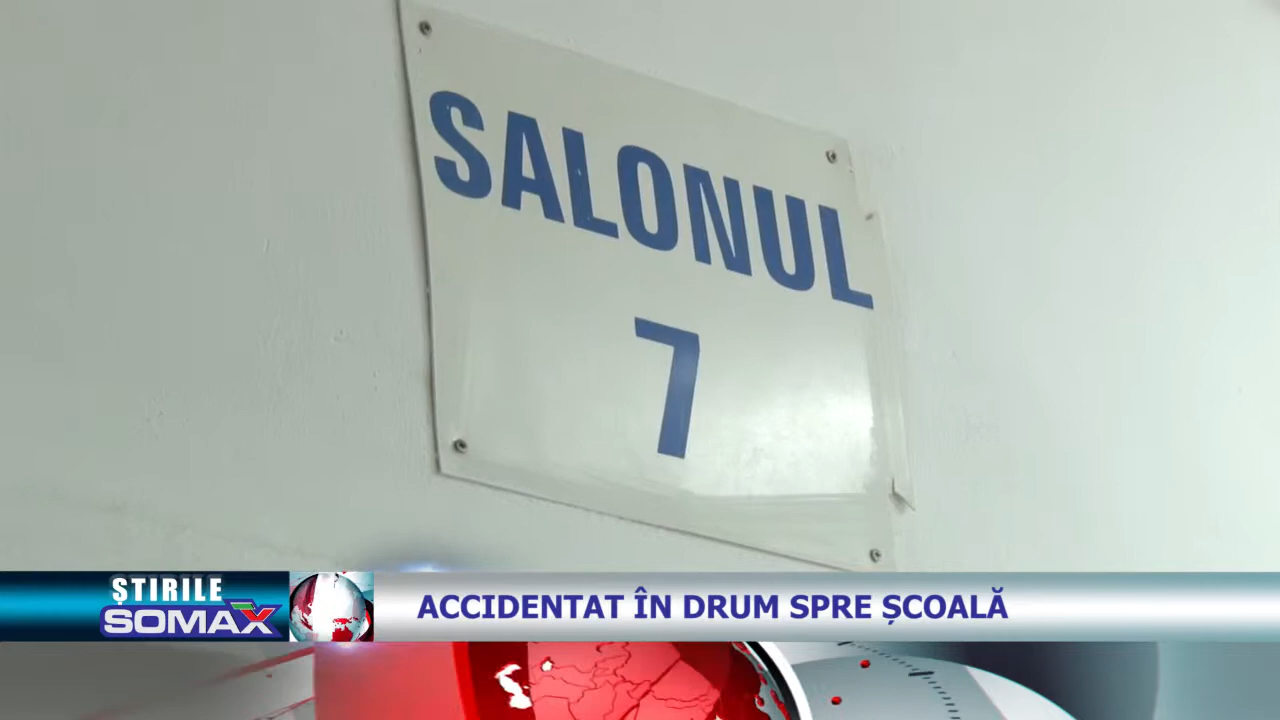 SALONUL
7
ȘTIRILE
SOMAX
ACCIDENTAT ÎN DRUM SPRE ȘCOALĂ